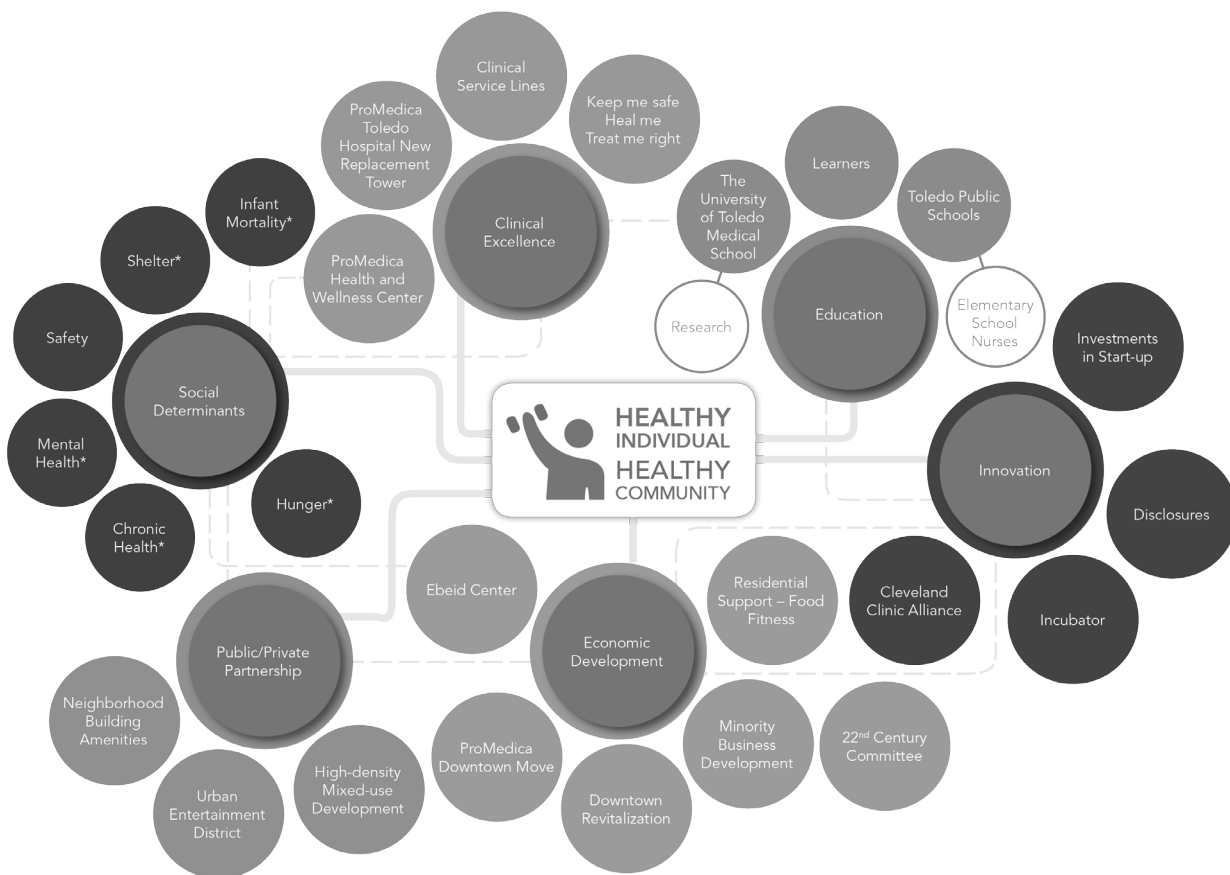 Clinical
Service Lines
Keep me safe
Heal me
Treat me right
ProMedica
Toledo
Hospital New
Replacement
Tower
ProMedica
Health and
Wellness Center
Clinical
Excellence
The
University
of Toledo
Medical
School
Learners
Toledo Public
Schools
Research
Education
Elementary
School
Nurses
Infant
Mortality*
Shelter*
Safety
Mental
Health*
Chronic
Health*
Hunger*
Social
Determinants
HEALTHY
INDIVIDUAL
HEALTHY
COMMUNITY
Investments
in Start-up
Innovation
Disclosures
Incubator
Cleveland
Clinic Alliance
Ebeid Center
Economic
Development
Residential
Support – Food
Fitness
Minority
Business
Development
22nd Century
Committee
ProMedica
Downtown Move
Downtown
Revitalization
Public/Private
Partnership
Neighborhood
Building
Amenities
Urban
Entertainment
District
High-density
Mixed-use
Development